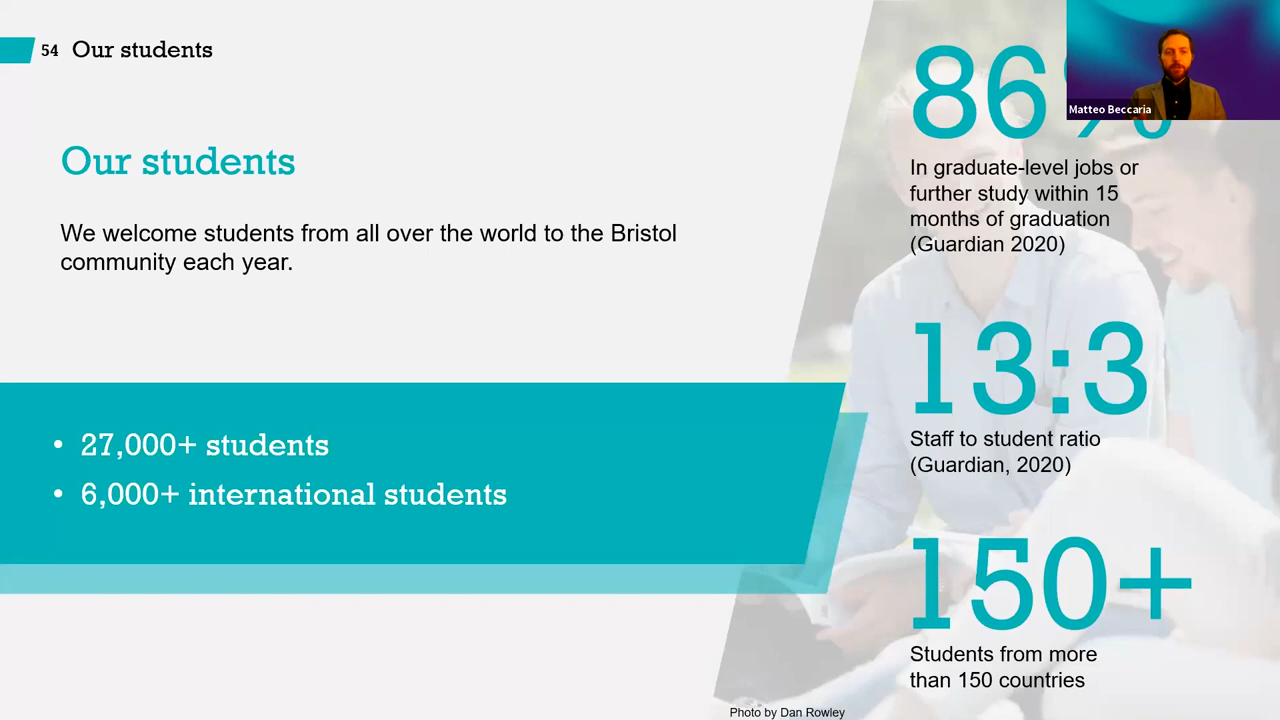 54 Our students
Our students
We welcome students from all over the world to the Bristol
community each year.
• 27,000+ students
• 6,000+ international students
86%
In graduate-level jobs or
further study within 15
months of graduation
(Guardian 2020)
13:3
Staff to student ratio
(Guardian, 2020)
150+
Students from more
than 150 countries
Photo by Dan Rowley
Matteo Beccaria